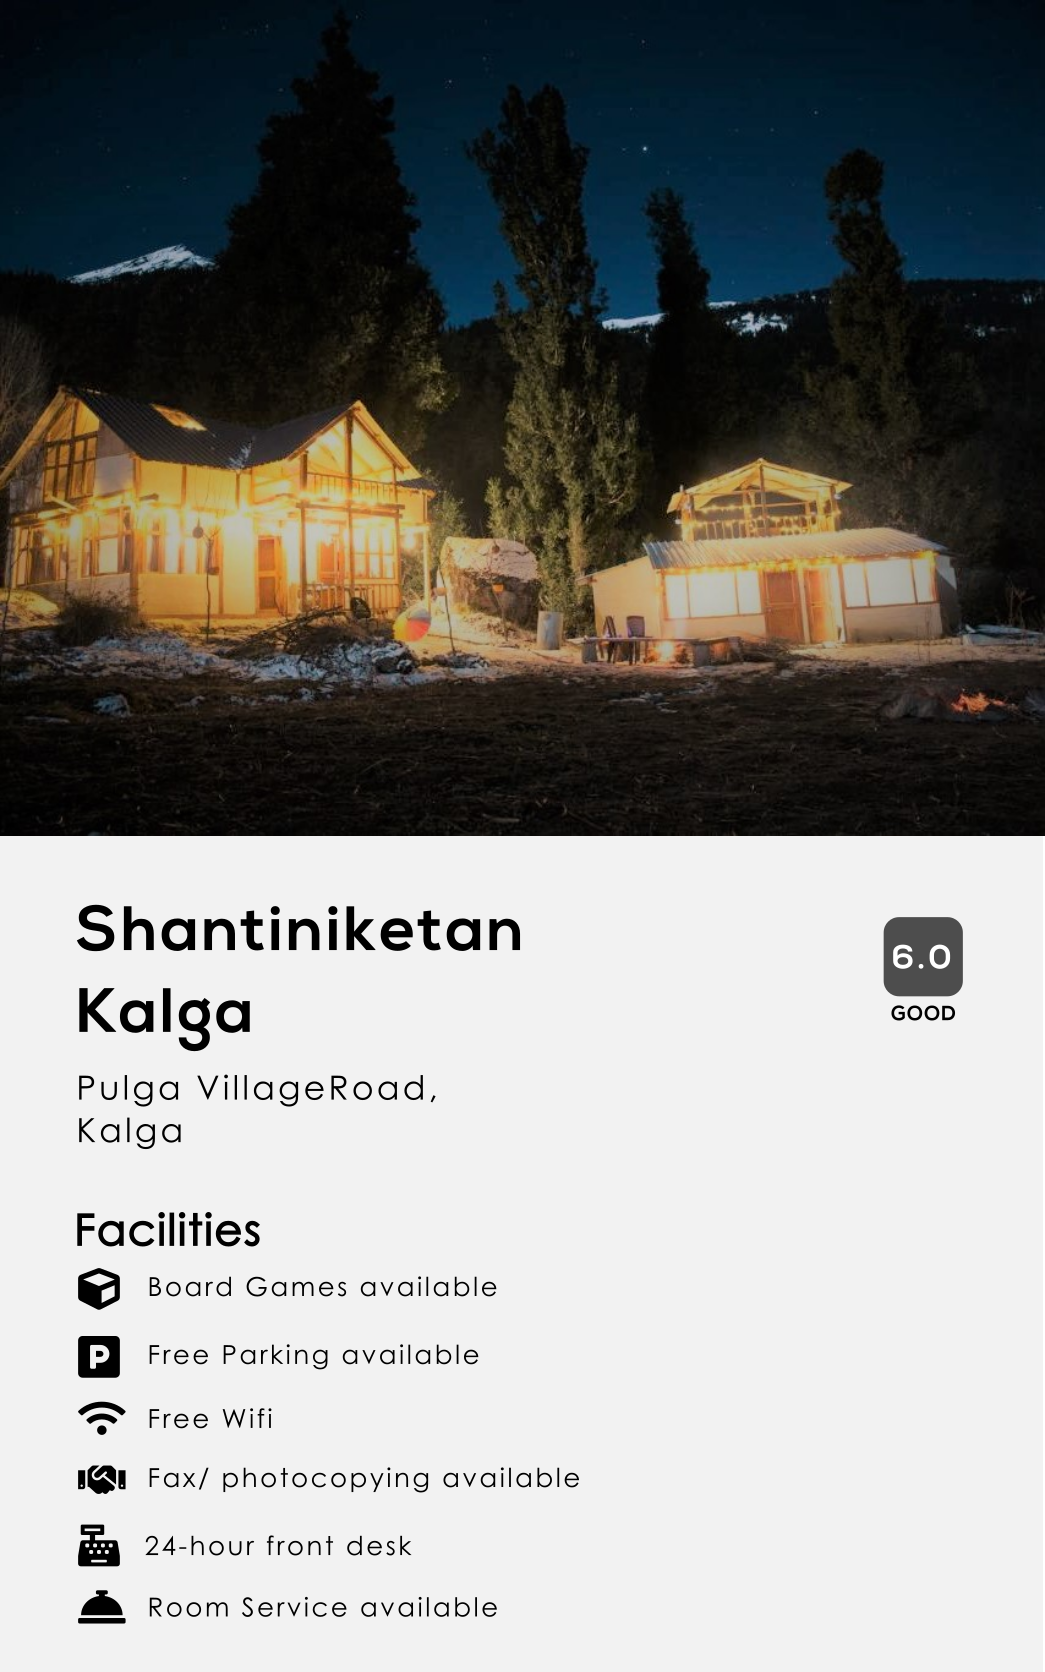 Shantiniketan
Kalga
6.0
GOOD
Pulga VillageRoad,
Kalga
Facilities
Board Games available
P Free Parking available
Free Wifi
Fax/ photocopying available
24-hour front desk
Room Service available